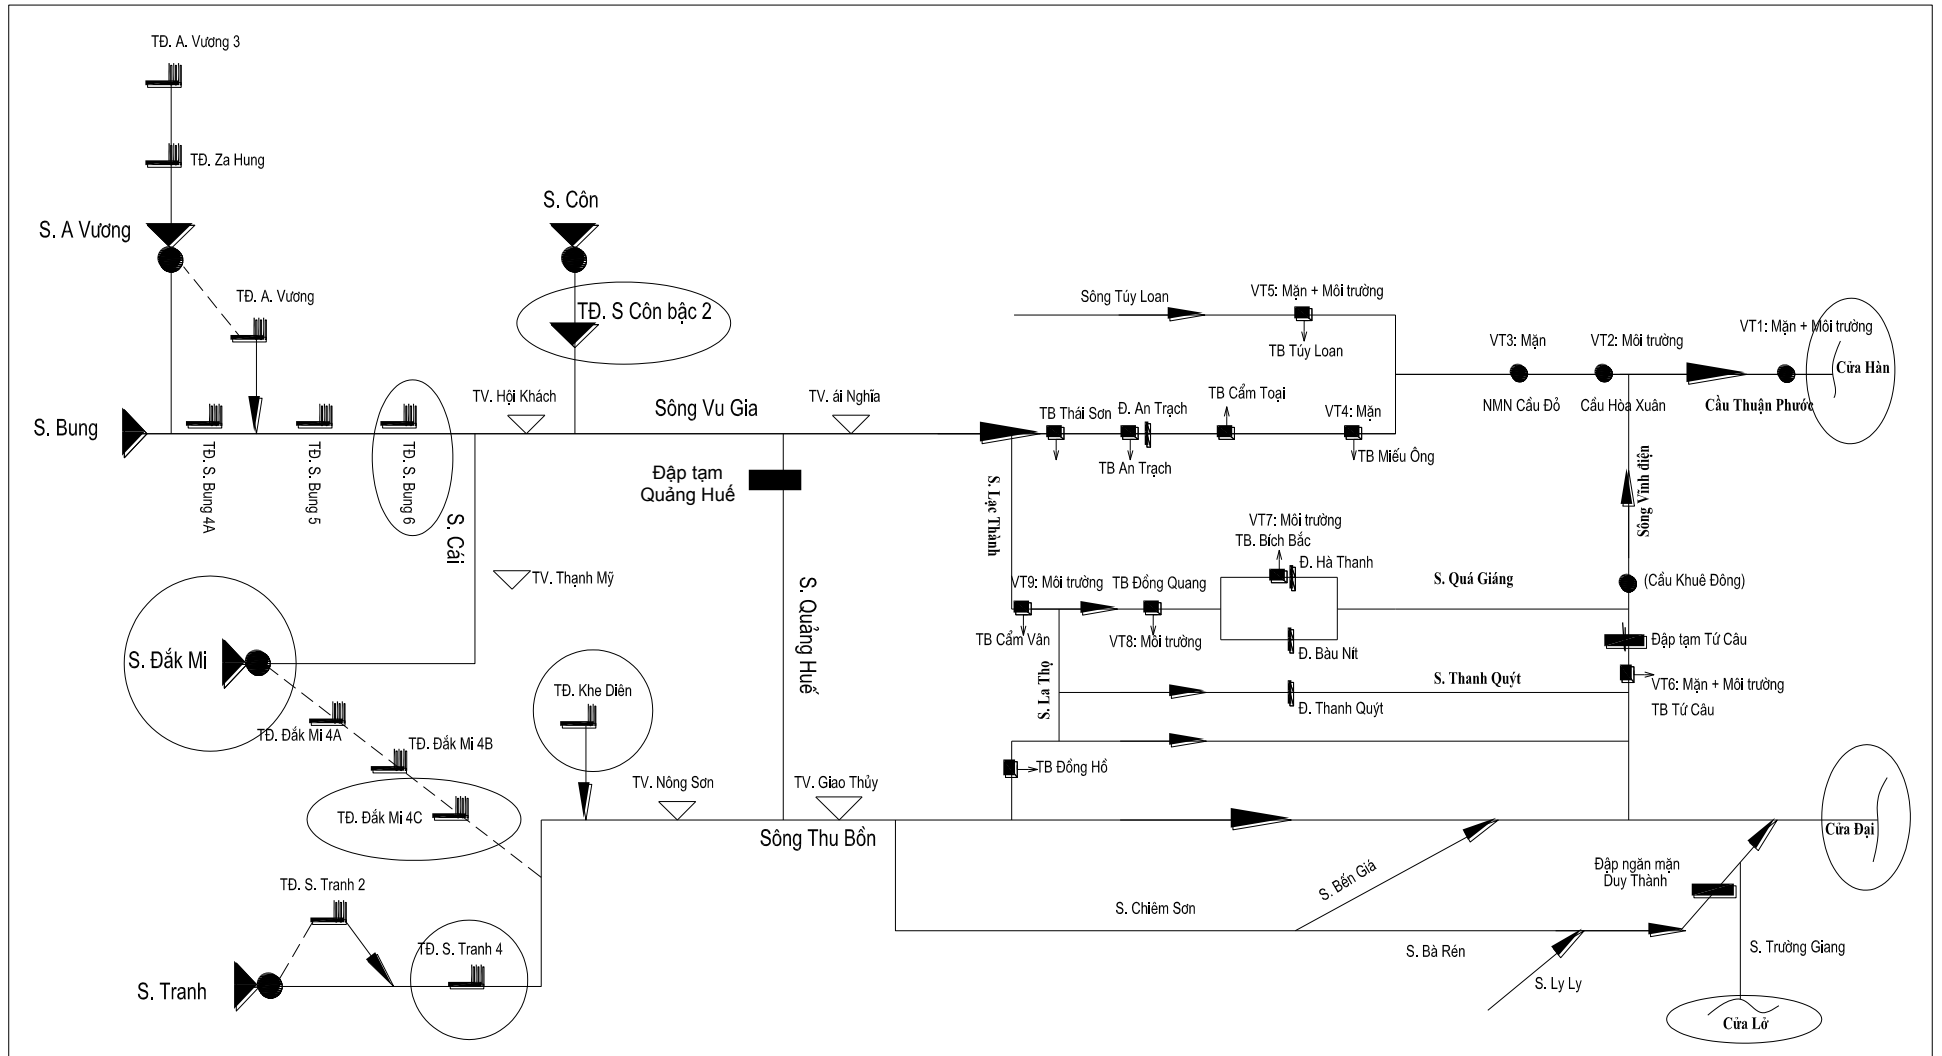 TĐ. A. Vương 3
TĐ. Za Hung
S. A Vương
S. Côn
TĐ. A. Vương
TĐ. S Côn bậc 2
Sông Túy Loan
VT5: Mặn + Môi trường
TB Túy Loan
VT3: Mặn
VT2: Môi trường
VT1: Mặn + Môi trường
Cửa Hàn
NMN Cầu Đỏ
Cầu Hòa Xuân
Cầu Thuận Phước
S. Bung
TV. Hội Khách
Sông Vu Gia
TV. ái Nghĩa
TB Thái Sơn
Đ. An Trạch
TB Cẩm Toại
VT4: Mặn
TB An Trạch
TB Miếu Ông
TĐ. S. Bung 4A
TĐ. S. Bung 5
TĐ. S. Bung 6
S. Cái
Đập tạm
Quảng Huế
S. Lạc Thành
Sông Vĩnh điện
VT7: Môi trường
TB. Bích Bắc
Đ. Hà Thanh
TV. Thạnh Mỹ
S. Quảng Huế
VT9: Môi trường
TB Đồng Quang
S. Quá Giáng
(Cầu Khuê Đông)
TB Cẩm Vân
VT8: Môi trường
Đ. Bàu Nít
Đập tạm Tứ Câu
S. Đắk Mi
TĐ. Khe Diên
S. La Thọ
S. Thanh Quýt
Đ. Thanh Quýt
VT6: Mặn + Môi trường
TB Tứ Câu
TĐ. Đắk Mi 4A
TĐ. Đắk Mi 4B
TB Đồng Hồ
TV. Nông Sơn
TV. Giao Thủy
TĐ. Đắk Mi 4C
Sông Thu Bồn
Cửa Đại
S. Bến Giá
Đập ngăn mặn
Duy Thành
TĐ. S. Tranh 2
S. Chiêm Sơn
TĐ. S. Tranh 4
S. Bà Rén
S. Trường Giang
S. Tranh
S. Ly Ly
Cửa Lở